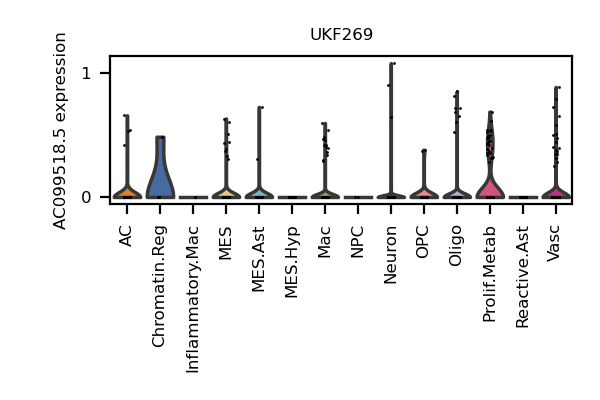 UKF269
AC099518.5 expression
1
0
AC
Chromatin.Reg
Inflammatory.Mac
MES
MES.Ast
MES.Hyp
Mac
NPC
Neuron
OPC
Oligo
Prolif.Metab
Reactive.Ast
Vasc